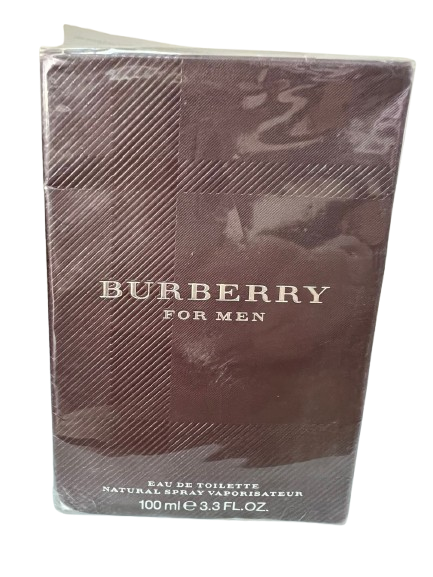 BURBERRY
FOR MEN
EAU DE TOILETTE
NATURAL SPRAY VAPORISATEUR
100 ml ℮ 3.3 FL.OZ.